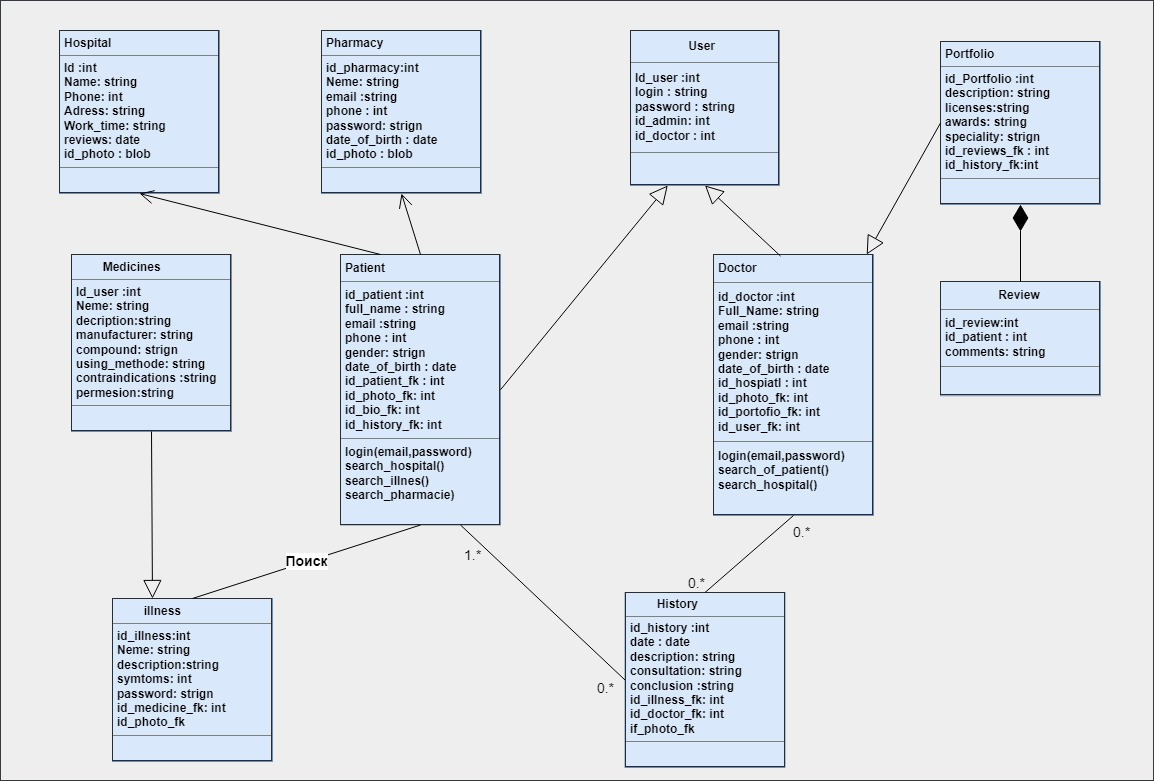 Hospital
Id :int
Name: string
Phone: int
Adress: string
Work_time: string
reviews: date
id_photo : blob
Pharmacy
id_pharmacy:int
Neme: string
email :string
phone : int
password: strign
date_of_birth : date
id_photo : blob
User
Id_user :int
login : string
password : string
id_admin: int
id_doctor : int
Portfolio
id_Portfolio :int
description: string
licenses:string
awards: string
speciality: strign
id_reviews_fk : int
id_history_fk:int
Medicines
Id_user :int
Neme: string
decription:string
manufacturer: string
compound: strign
using_methode: string
contraindications :string
permesion:string
Patient
id_patient :int
full_name : string
email :string
phone : int
gender: strign
date_of_birth : date
id_patient_fk : int
id_photo_fk: int
id_bio_fk: int
id_history_fk: int
login(email,password)
search_hospital()
search_illnes()
search_pharmacie)
Doctor
id_doctor :int
Full_Name: string
email :string
phone : int
gender: strign
date_of_birth : date
id_hospiatl : int
id_photo_fk: int
id_portofio_fk: int
id_user_fk: int
login(email,password)
search_of_patient()
search_hospital()
Review
id_review:int
id_patient : int
comments: string
Поиск
1.*
0.*
0.*
0.*
illness
id_illness:int
Neme: string
description:string
symtoms: int
password: strign
id_medicine_fk: int
id_photo_fk
History
id_history :int
date : date
description: string
consultation: string
conclusion :string
id_illness_fk: int
id_doctor_fk: int
if_photo_fk